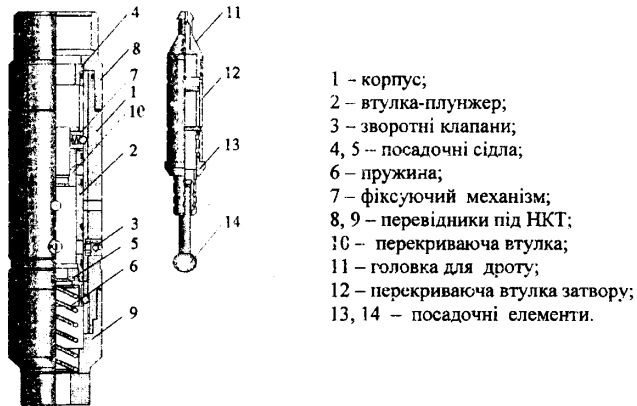 4
8
7
1
10
2
3
5
6
9
11
12
13
14
1 – корпус;
2 – втулка-плунжер;
3 – зворотні клапани;
4, 5 – посадочні сідла;
6 – пружина;
7 – фіксуючий механізм;
8, 9 – перевідники під НКТ;
10 – перекриваюча втулка;
11 – головка для дроту;
12 – перекриваюча втулка затвору;
13, 14 – посадочні елементи.